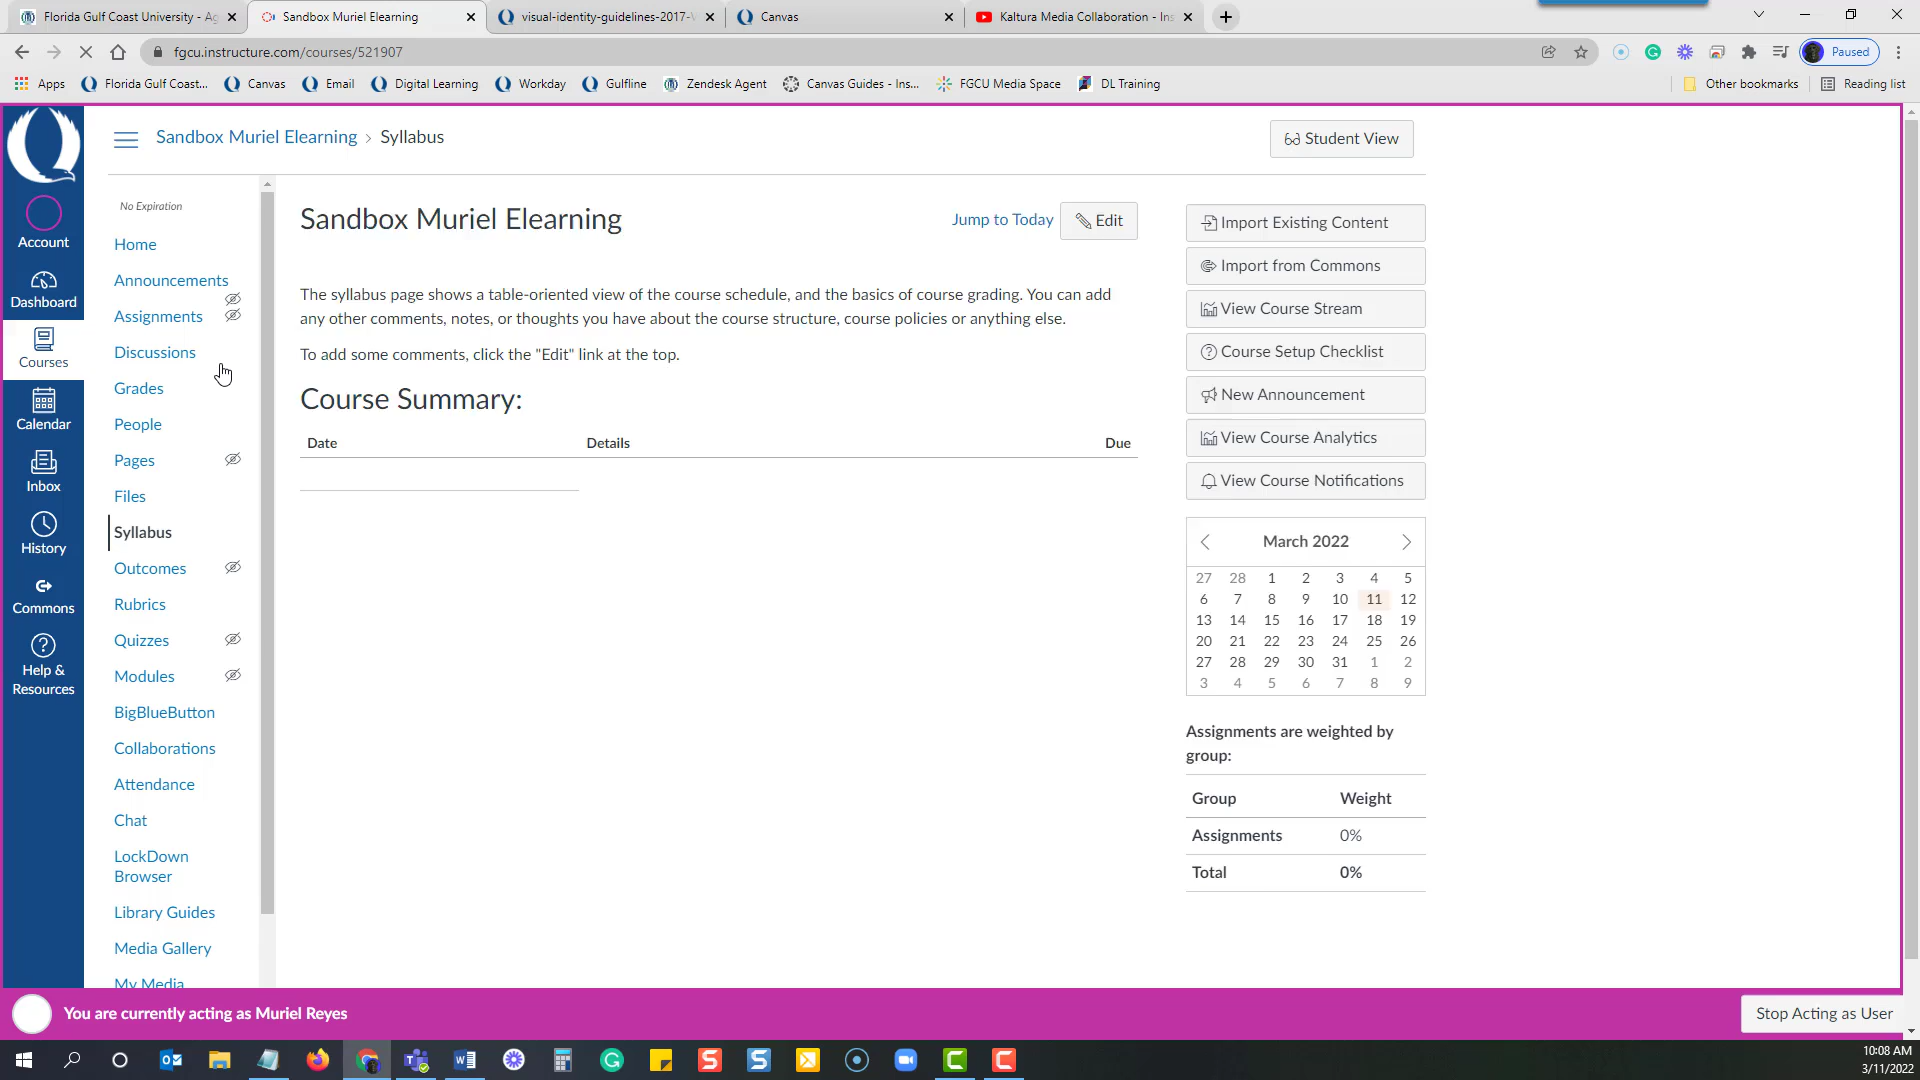 Florida Gulf Coast University - Ag
Sandbox Muriel Elearning
visual-identity-guidelines-2017-V
Canvas
Kaltura Media Collaboration - Ins
fgcu.instructure.com/courses/521907
Paused
Apps
Florida Gulf Coast...
Canvas
Email
Digital Learning
Workday
Gulfline
Zendesk Agent
Canvas Guides - Ins...
FGCU Media Space
DL Training
Other bookmarks
Reading list
Account
Dashboard
Courses
Calendar
Inbox
History
Commons
Help &
Resources
Sandbox Muriel Elearning › Syllabus
Student View
No Expiration
Home
Announcements
Assignments
Discussions
Grades
People
Pages
Files
Syllabus
Outcomes
Rubrics
Quizzes
Modules
BigBlueButton
Collaborations
Attendance
Chat
LockDown
Browser
Library Guides
Media Gallery
My Media
Sandbox Muriel Elearning
Jump to Today
Edit
The syllabus page shows a table-oriented view of the course schedule, and the basics of course grading. You can add
any other comments, notes, or thoughts you have about the course structure, course policies or anything else.
To add some comments, click the "Edit" link at the top.
Course Summary:
Date Details Due
Import Existing Content
Import from Commons
View Course Stream
Course Setup Checklist
New Announcement
View Course Analytics
View Course Notifications
March 2022
27 28 1 2 3 4 5
6 7 8 9 10 11 12
13 14 15 16 17 18 19
20 21 22 23 24 25 26
27 28 29 30 31 1 2
3 4 5 6 7 8 9
Assignments are weighted by
group:
Group Weight
Assignments 0%
Total 0%
You are currently acting as Muriel Reyes
Stop Acting as User
10:08 AM
3/11/2022